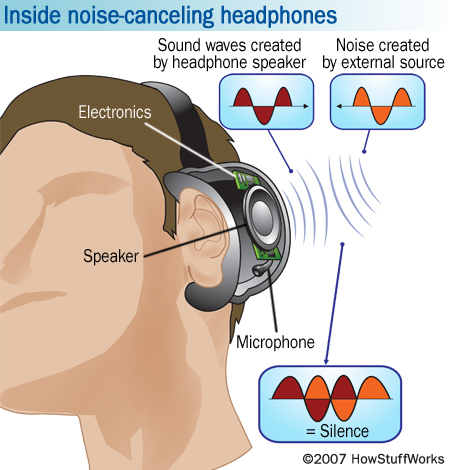 Inside noise-canceling headphones
Sound waves created
by headphone speaker
Noise created
by external source
Electronics
Speaker
Microphone
= Silence
©2007 HowStuffWorks